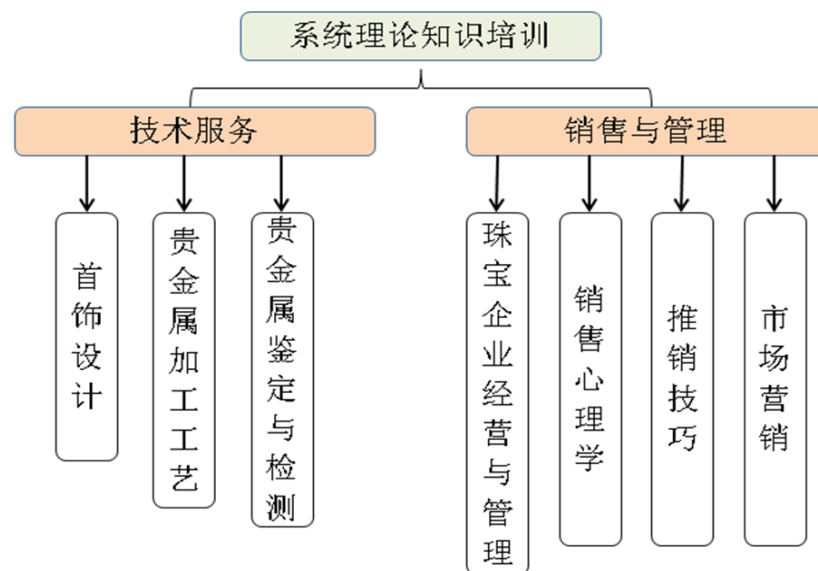 系统理论知识培训
技术服务
销售与管理
首饰设计
贵金属加工工艺
贵金属鉴定与检测
珠宝企业经营与管理
销售心理学
推销技巧
市场营销